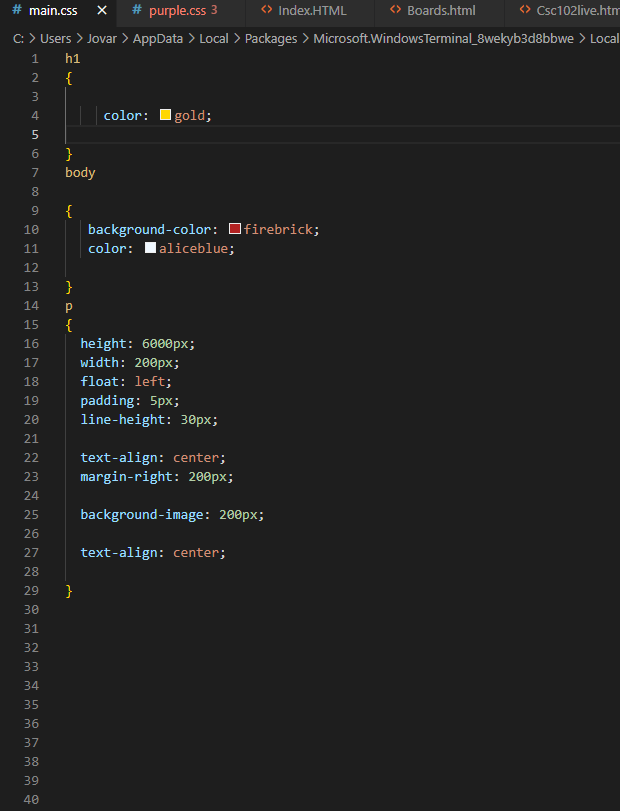 # main.css × # purple.css 3 <> Index.HTML <> Boards.html <> Csc102live.htm
C: > Users > Jovar > AppData > Local > Packages > Microsoft.WindowsTerminal_8wekyb3d8bbwe > Local
1 h1
2 {
3
4 color: gold;
5
6 }
7 body
8
9 {
10 background-color: firebrick;
11 color: aliceblue;
12
13 }
14 p
15 {
16 height: 6000px;
17 width: 200px;
18 float: left;
19 padding: 5px;
20 line-height: 30px;
21
22 text-align: center;
23 margin-right: 200px;
24
25 background-image: 200px;
26
27 text-align: center;
28
29 }
30
31
32
33
34
35
36
37
38
39
40